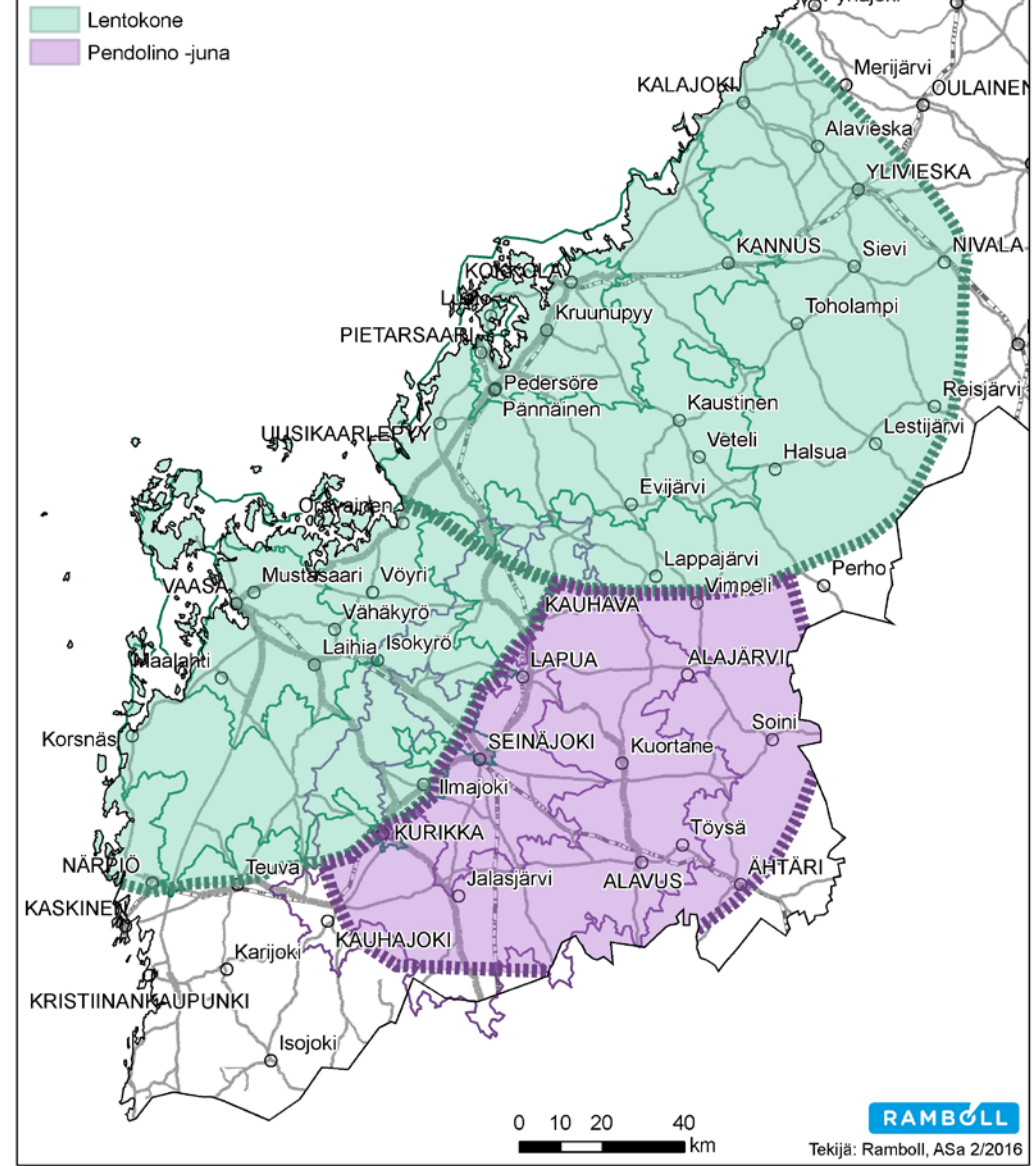 Pyhäjoki
Lentokone
Pendolino -juna
Merijärvi
KALAJOKI
OULAINEN
Alavieska
YLIVIESKA
KANNUS
Sievi
NIVALA
KOKKOLA
Luoto
Kruunupyy
Toholampi
PIETARSAARI
Pedersöre
Pännäinen
Reisjärvi
Kaustinen
Lestijärvi
UUSIKAARLEPYY
Veteli
Halsua
Evijärvi
Oravainen
Lappajärvi
Perho
VAASA
Mustasaari
Vöyri
Vimpeli
Vähäkyrö
KAUHAVA
Laihia
Isokyrö
Maalahti
LAPUA
ALAJÄRVI
Soini
Korsnäs
SEINÄJOKI
Kuortane
Ilmajoki
Töysä
KURIKKA
NÄRPIÖ
Teuva
Jalasjärvi
ALAVUS
ÄHTÄRI
KASKINEN
KAUHAJOKI
Karijoki
KRISTIINANKAUPUNKI
Isojoki
RAMBOLL
0 10 20 40
km
Tekijä: Ramboll, ASa 2/2016